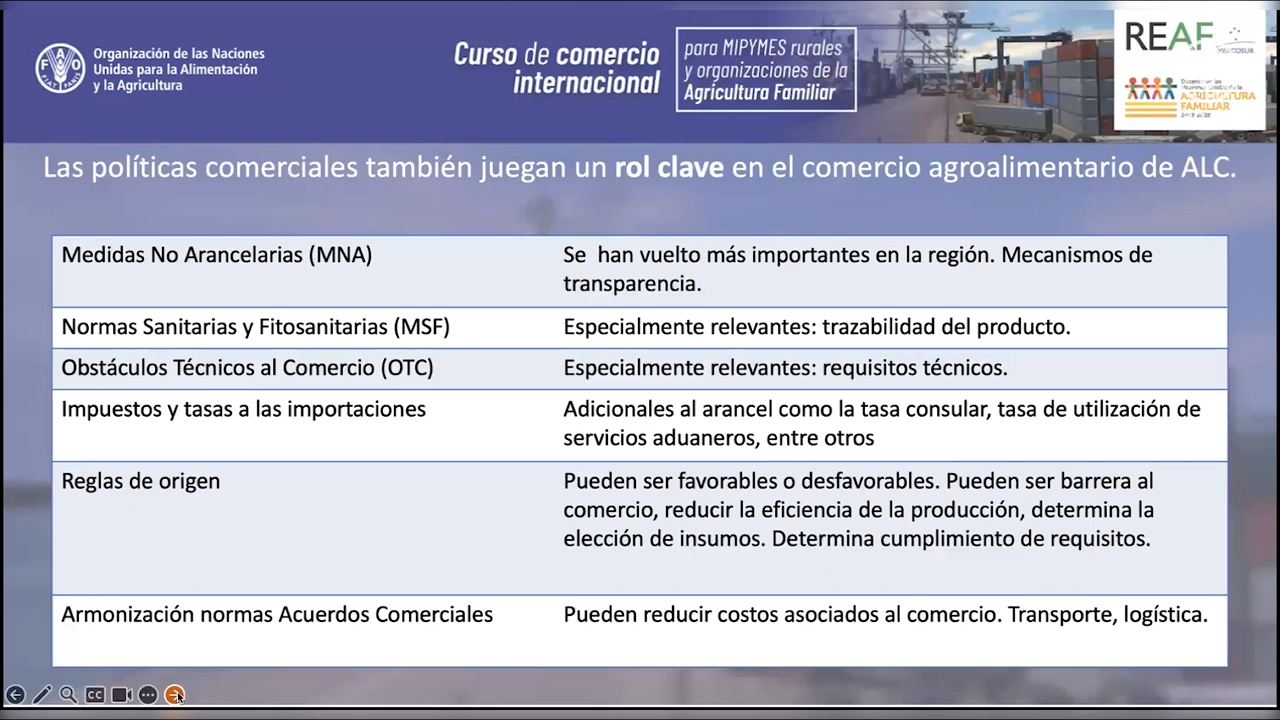 Organización de las Naciones
Unidas para la Alimentación
y la Agricultura
Curso de comercio
internacional
para MIPYMES rurales
y organizaciones de la
Agricultura Familiar
REAF
MERCOSUR
AGRICULTURA
FAMILIAR
Las políticas comerciales también juegan un rol clave en el comercio agroalimentario de ALC.
Medidas No Arancelarias (MNA)
Se han vuelto más importantes en la región. Mecanismos de
transparencia.
Normas Sanitarias y Fitosanitarias (MSF)
Especialmente relevantes: trazabilidad del producto.
Obstáculos Técnicos al Comercio (OTC)
Especialmente relevantes: requisitos técnicos.
Impuestos y tasas a las importaciones
Adicionales al arancel como la tasa consular, tasa de utilización de
servicios aduaneros, entre otros
Reglas de origen
Pueden ser favorables o desfavorables. Pueden ser barrera al
comercio, reducir la eficiencia de la producción, determina la
elección de insumos. Determina cumplimiento de requisitos.
Armonización normas Acuerdos Comerciales
Pueden reducir costos asociados al comercio. Transporte, logística.
CC